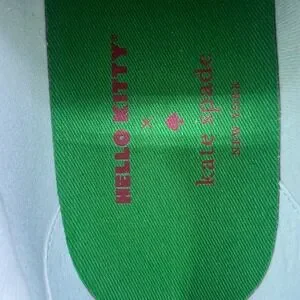 HELLO KITTY®
×
kate spade
NEW YORK